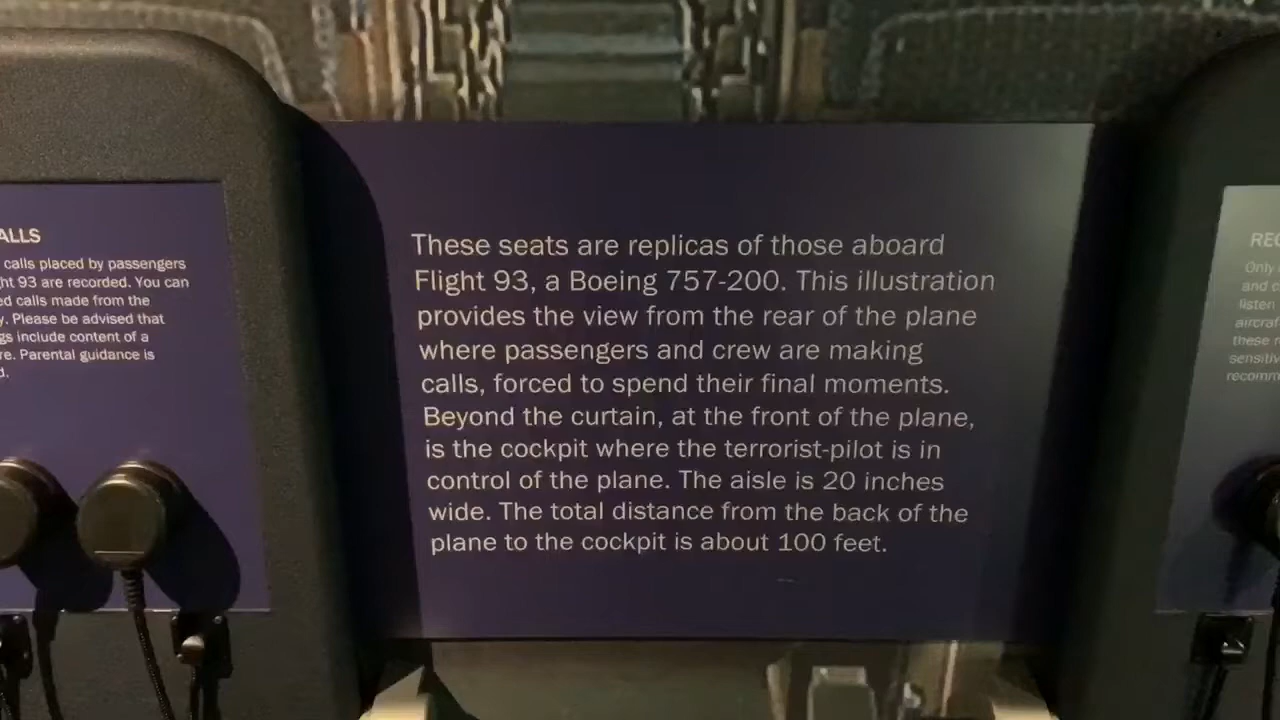 ALLS
calls placed by passengers
ht 93 are recorded. You can
ed calls made from the
y. Please be advised that
gs include content of a
re. Parental guidance is
d.
These seats are replicas of those aboard
Flight 93, a Boeing 757-200. This illustration
provides the view from the rear of the plane
where passengers and crew are making
calls, forced to spend their final moments.
Beyond the curtain, at the front of the plane,
is the cockpit where the terrorist-pilot is in
control of the plane. The aisle is 20 inches
wide. The total distance from the back of the
plane to the cockpit is about 100 feet.
REC
Only
and c
listen
aircraf
these r
sensitiv
recomm